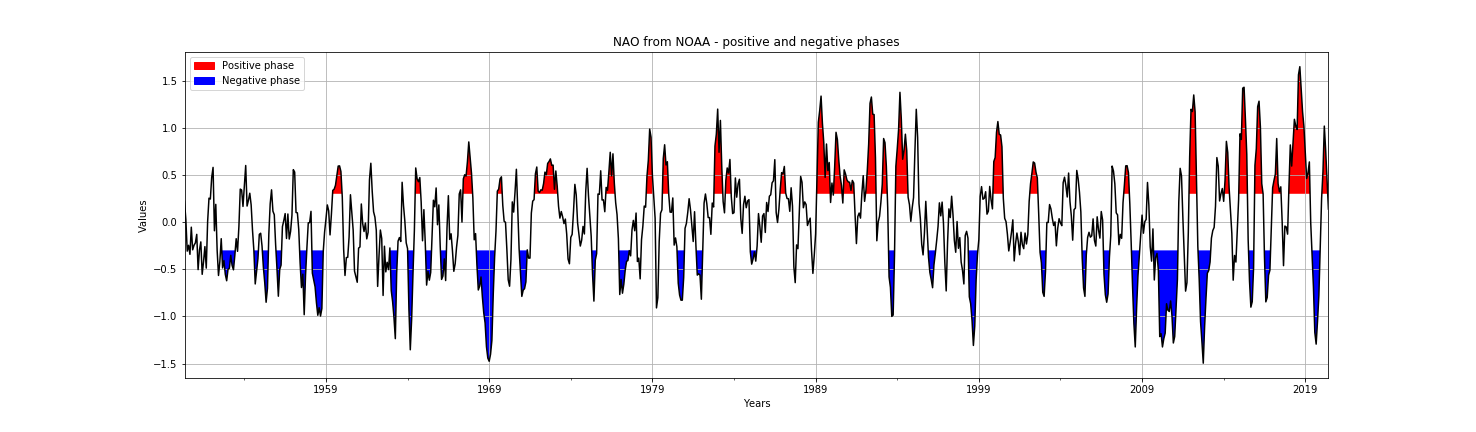 NAO from NOAA - positive and negative phases
Positive phase
Negative phase
1.5
1.0
0.5
0.0
−0.5
−1.0
−1.5
Values
1959 1969 1979 1989 1999 2009 2019
Years